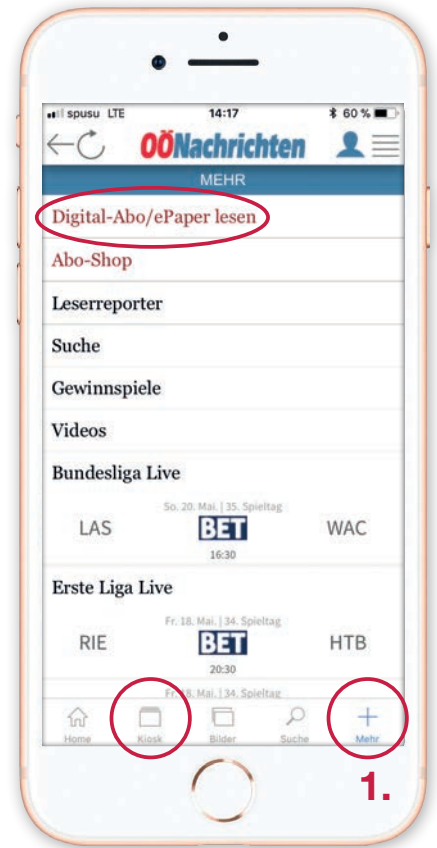 spusu LTE 14:17 60 %
OÖNachrichten
MEHR
Digital-Abo/ePaper lesen
Abo-Shop
Leserreporter
Suche
Gewinnspiele
Videos
Bundesliga Live
So. 20. Mai. | 35. Spieltag
LAS BET WAC
16:30
Erste Liga Live
Fr. 18. Mai. | 34. Spieltag
RIE BET HTB
20:30
Fr. 18. Mai. | 34. Spieltag
Home Kiosk Bilder Suche Mehr
1.